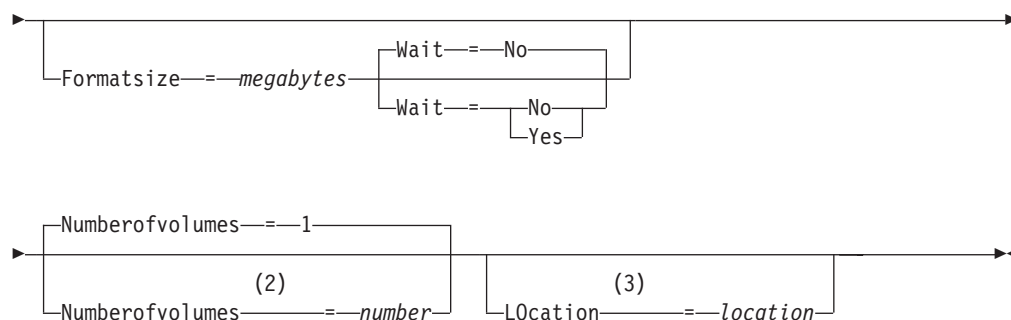 Wait = No
Formatsize = megabytes
Wait = No
Yes
Numberofvolumes = 1
(2) (3)
Numberofvolumes = number LOcation = location